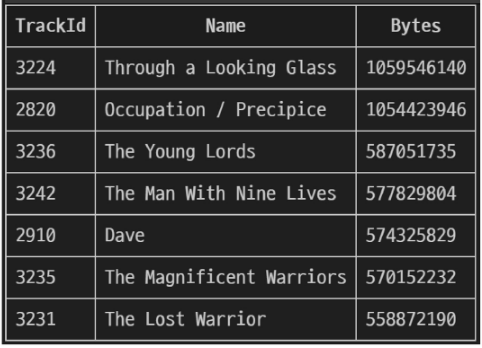 TrackId Name Bytes
3224 Through a Looking Glass 1059546140
2820 Occupation / Precipice 1054423946
3236 The Young Lords 587051735
3242 The Man With Nine Lives 577829804
2910 Dave 574325829
3235 The Magnificent Warriors 570152232
3231 The Lost Warrior 558872190